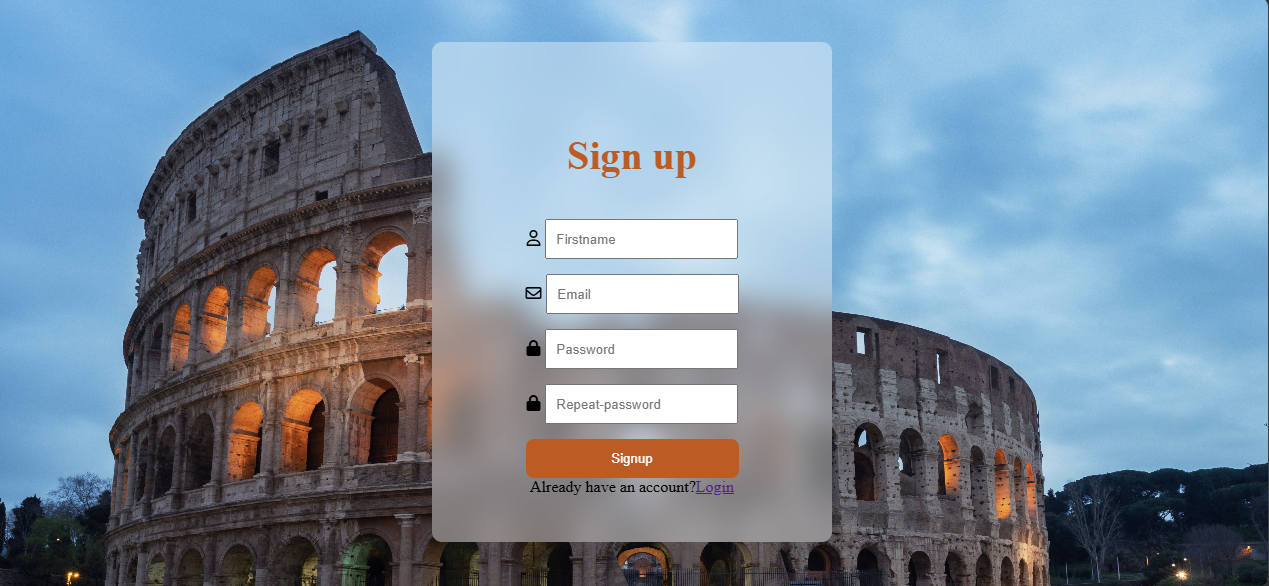 Sign up
Firstname
Email
Password
Repeat-password
Signup
Already have an account?Login